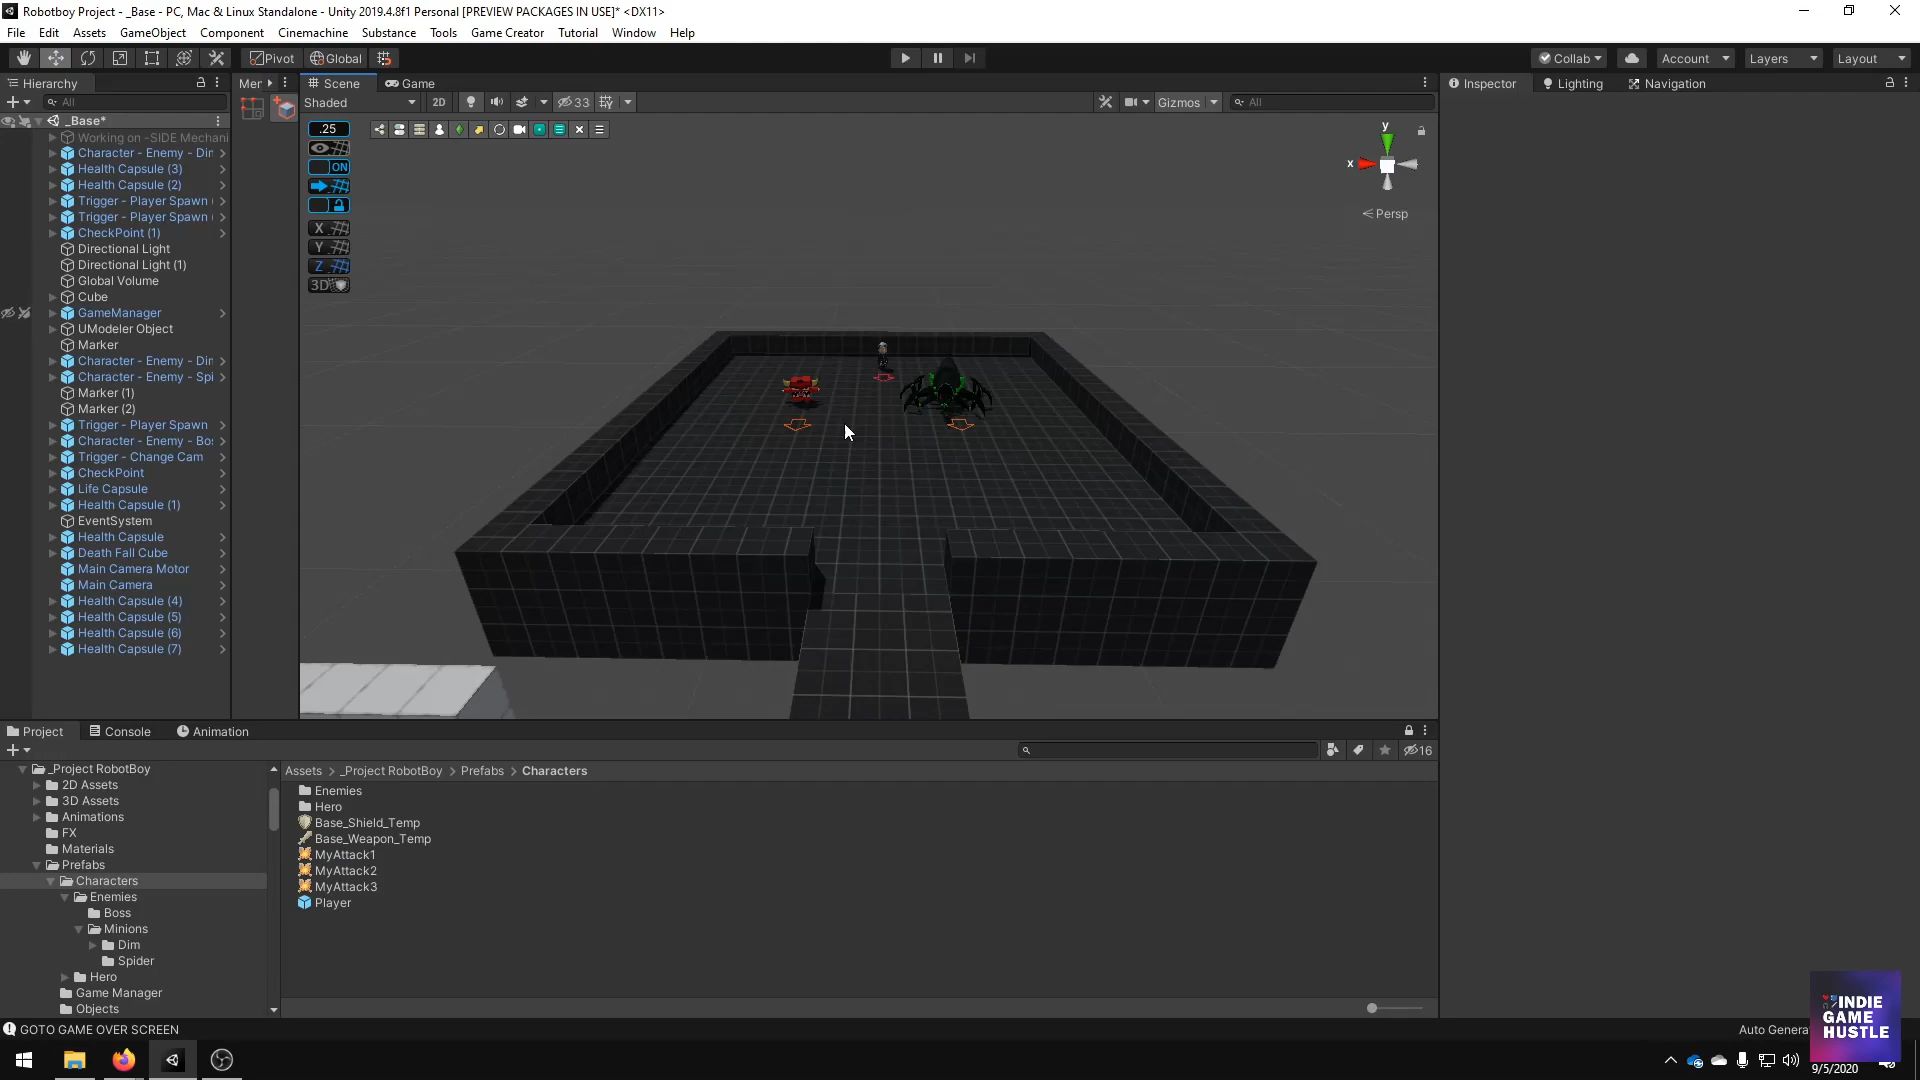 Robotboy Project - _Base - PC, Mac & Linux Standalone - Unity 2019.4.8f1 Personal [PREVIEW PACKAGES IN USE]* <DX11>
File Edit Assets GameObject Component Cinemachine Substance Tools Game Creator Tutorial Window Help
Pivot Global Collab Account Layers Layout
Hierarchy Mer Scene Game Inspector Lighting Navigation
All Shaded 2D 33 Gizmos All
_Base*
Working on -SIDE Mechani
Character - Enemy - Din
Health Capsule (3)
Health Capsule (2)
Trigger - Player Spawn (
Trigger - Player Spawn (
CheckPoint (1)
Directional Light
Directional Light (1)
Global Volume
Cube
GameManager
UModeler Object
Marker
Character - Enemy - Din
Character - Enemy - Spi
Marker (1)
Marker (2)
Trigger - Player Spawn
Character - Enemy - Bos
Trigger - Change Cam
CheckPoint
Life Capsule
Health Capsule (1)
EventSystem
Health Capsule
Death Fall Cube
Main Camera Motor
Main Camera
Health Capsule (4)
Health Capsule (5)
Health Capsule (6)
Health Capsule (7)
.25
ON
X
Y
Z
3D
y
x
Persp
Project Console Animation
16
_Project RobotBoy
2D Assets
3D Assets
Animations
FX
Materials
Prefabs
Characters
Enemies
Boss
Minions
Dim
Spider
Hero
Game Manager
Objects
Assets > _Project RobotBoy > Prefabs > Characters
Enemies
Hero
Base_Shield_Temp
Base_Weapon_Temp
MyAttack1
MyAttack2
MyAttack3
Player
GOTO GAME OVER SCREEN
Auto Genera
INDIE
GAME
HUSTLE
9/5/2020